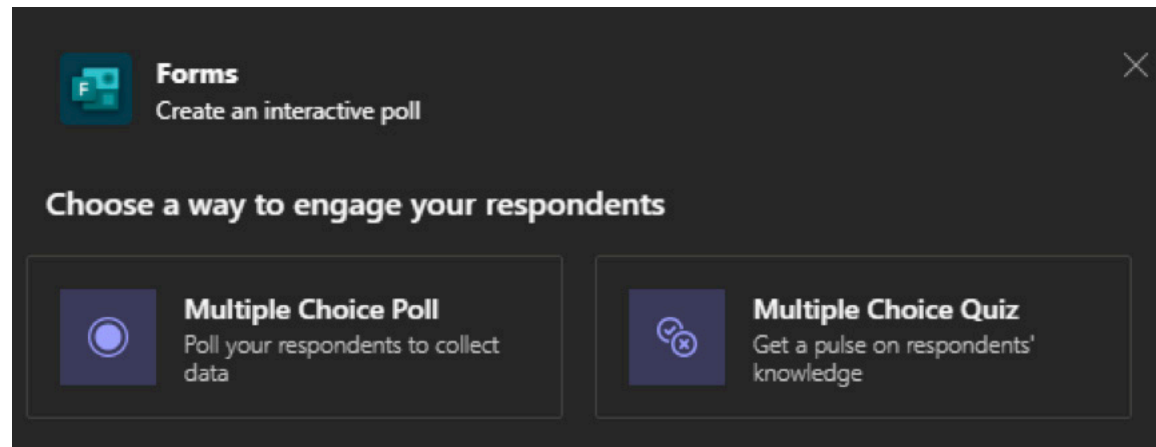 F
Forms
Create an interactive poll
Choose a way to engage your respondents
Multiple Choice Poll
Poll your respondents to collect
data
Multiple Choice Quiz
Get a pulse on respondents'
knowledge